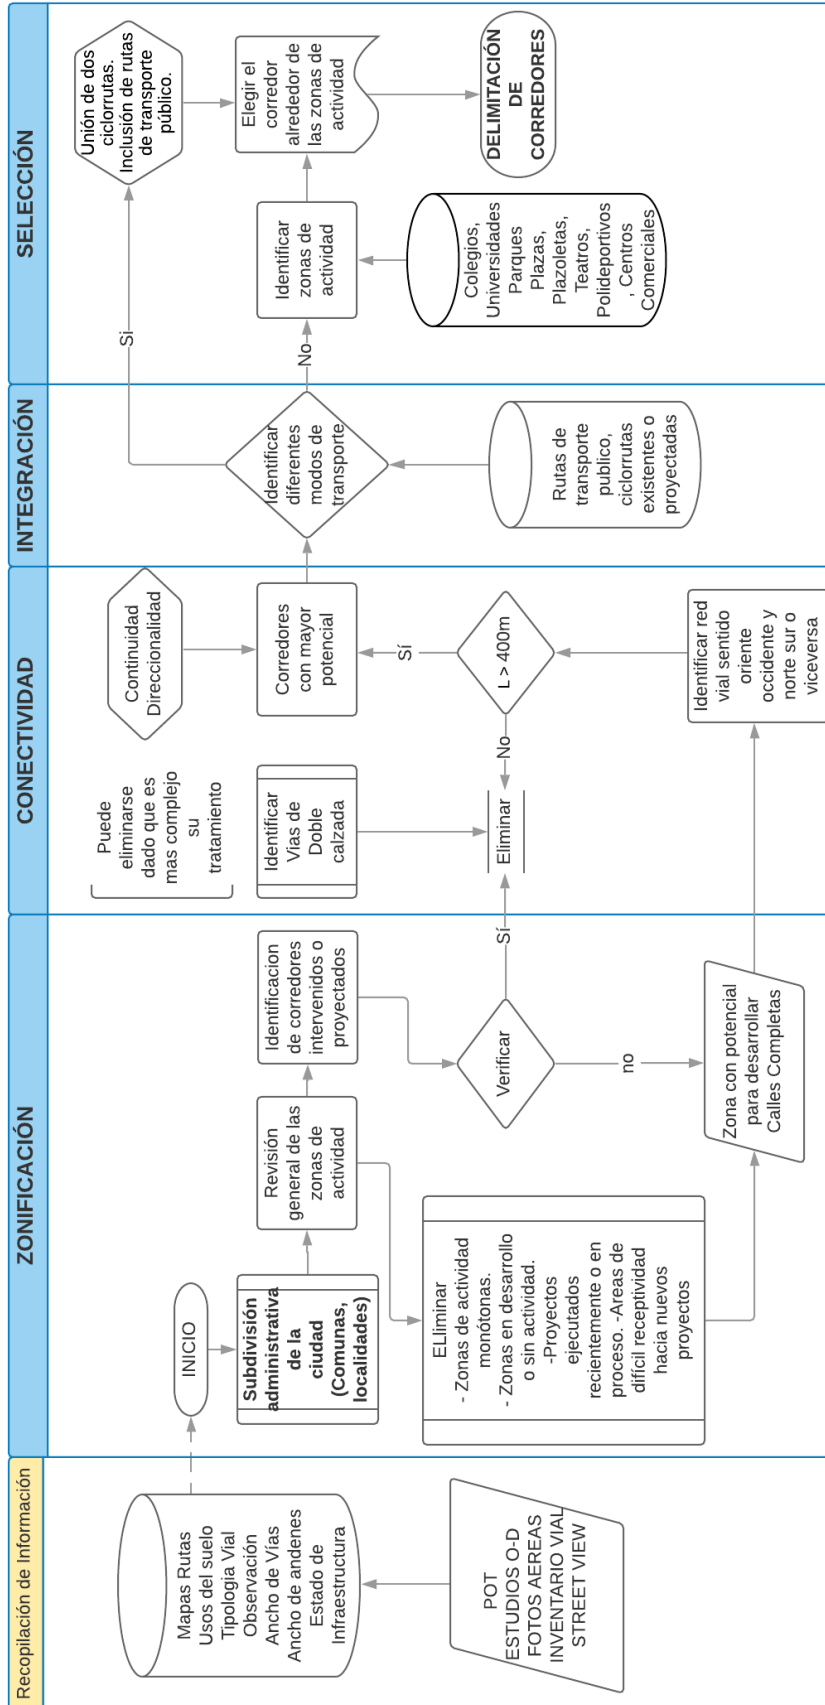 Recopilación de Información
Mapas Rutas
Usos del suelo
Tipologia Vial
Observación
Ancho de Vías
Ancho de andenes
Estado de
Infraestructura
POT
ESTUDIOS O-D
FOTOS AEREAS
INVENTARIO VIAL
STREET VIEW
ZONIFICACIÓN
INICIO
Subdivisión
administrativa
de la
ciudad
(Comunas,
localidades)
Revisión
general de las
zonas de
actividad
Identificacion
de corredores
intervenidos o
proyectados
ELiminar
- Zonas de actividad
monótonas.
- Zonas en desarrollo
o sin actividad.
-Proyectos
ejecutados
recientemente o en
proceso. -Areas de
difícil receptividad
hacia nuevos
proyectos
Verificar
Sí
no
Zona con potencial
para desarrollar
Calles Completas
CONECTIVIDAD
Puede
eliminarse
dado que es
mas complejo
su
tratamiento
Identificar
Vias de
Doble
calzada
Eliminar
Continuidad
Direccionalidad
Corredores
con mayor
potencial
Sí
L > 400m
No
Identificar red
vial sentido
oriente
occidente y
norte sur o
viceversa
INTEGRACIÓN
Identificar
diferentes
modos de
transporte
Rutas de
transporte
publico,
ciclorrutas
existentes o
proyectadas
SELECCIÓN
Si
No
Unión de dos
ciclorrutas.
Inclusión de rutas
de transporte
público.
Identificar
zonas de
actividad
Elegir el
corredor
alrededor de
las zonas de
actividad
Colegios,
Universidades
Parques
Plazas,
Plazoletas,
Teatros,
Polideportivos
, Centros
Comerciales
DELIMITACIÓN
DE
CORREDORES